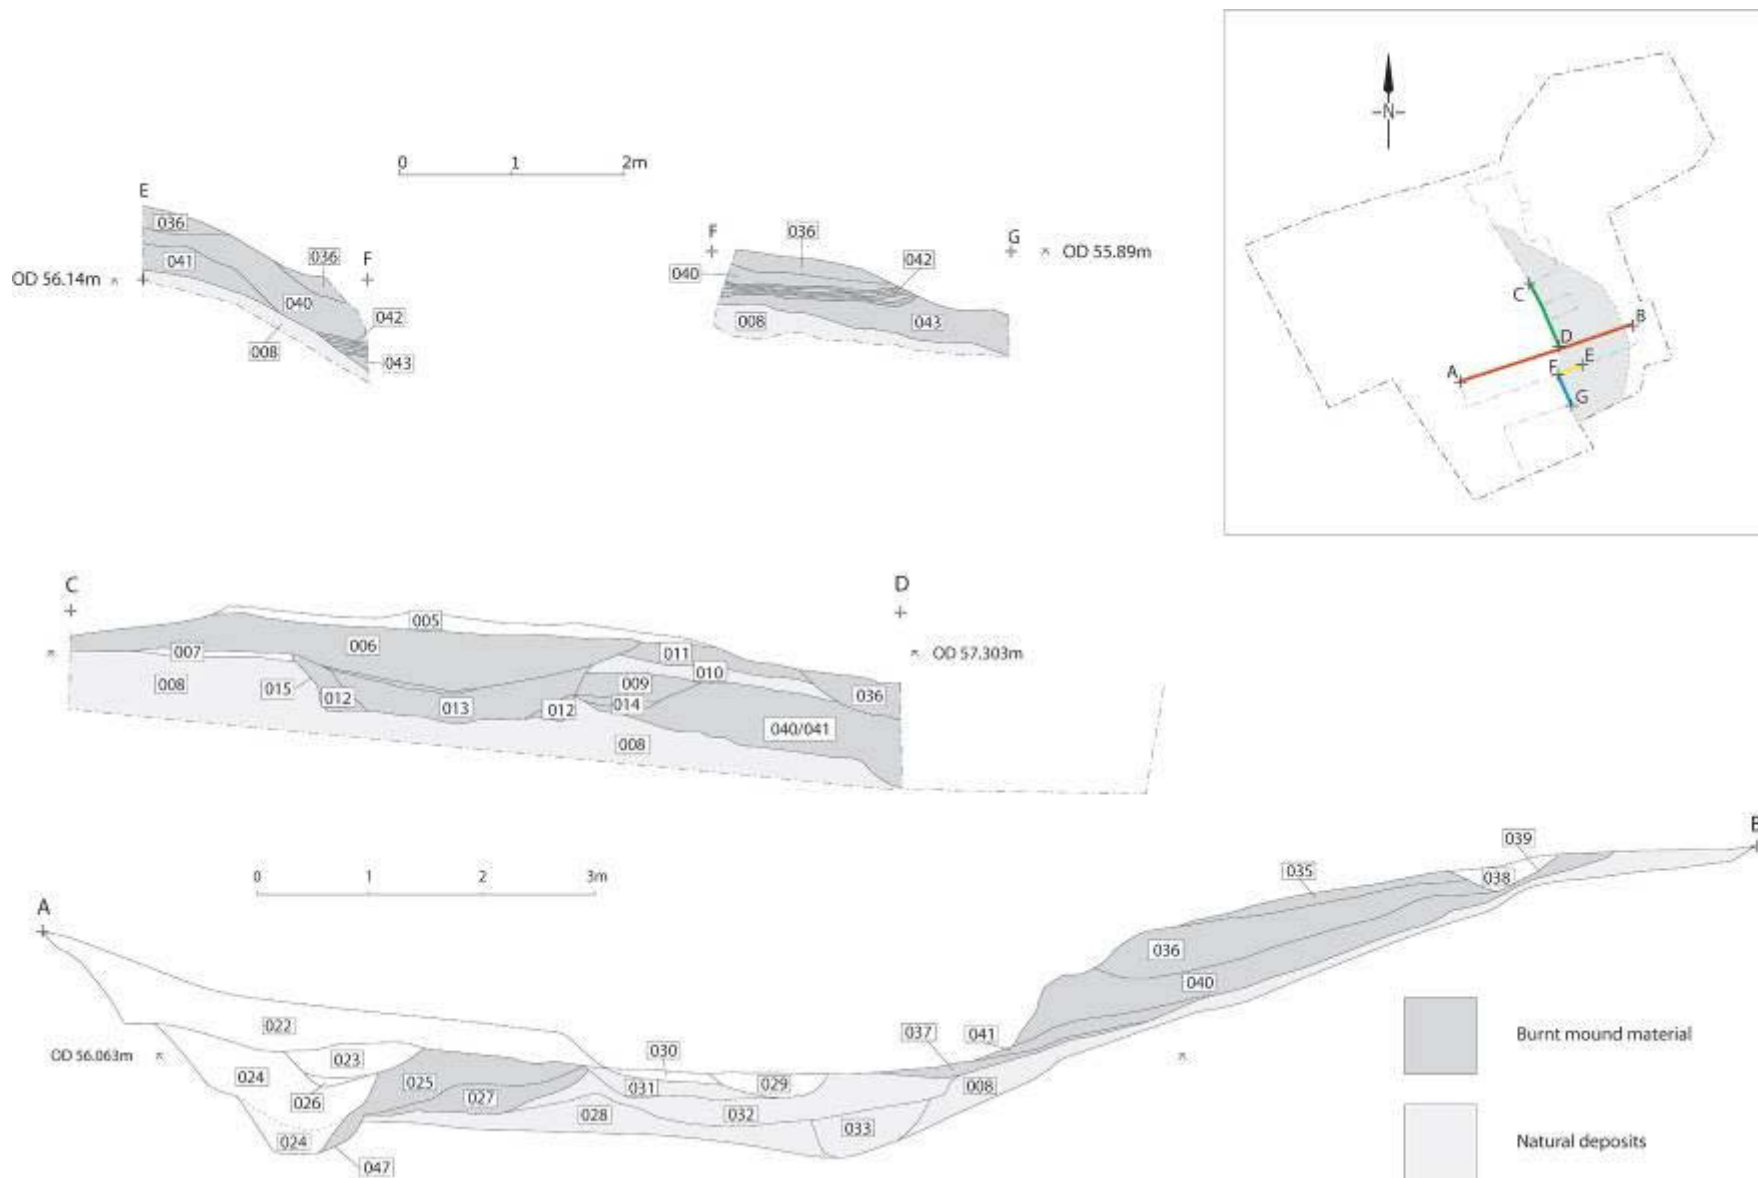 0 1 2m
E
036
036
041
F
OD 56.14m
040
042
008
043
F
036
G
OD 55.89m
040
042
008
043
N
C
B
D
A
F
E
G
C
D
005
006
007
011
OD 57.303m
008
010
015
009
012
036
013
012
014
040/041
008
0 1 2 3m
A
B
039
035
038
036
040
022
037
041
OD 56.063m
023
030
024
025
031
029
008
026
027
028
032
033
024
047
Burnt mound material
Natural deposits